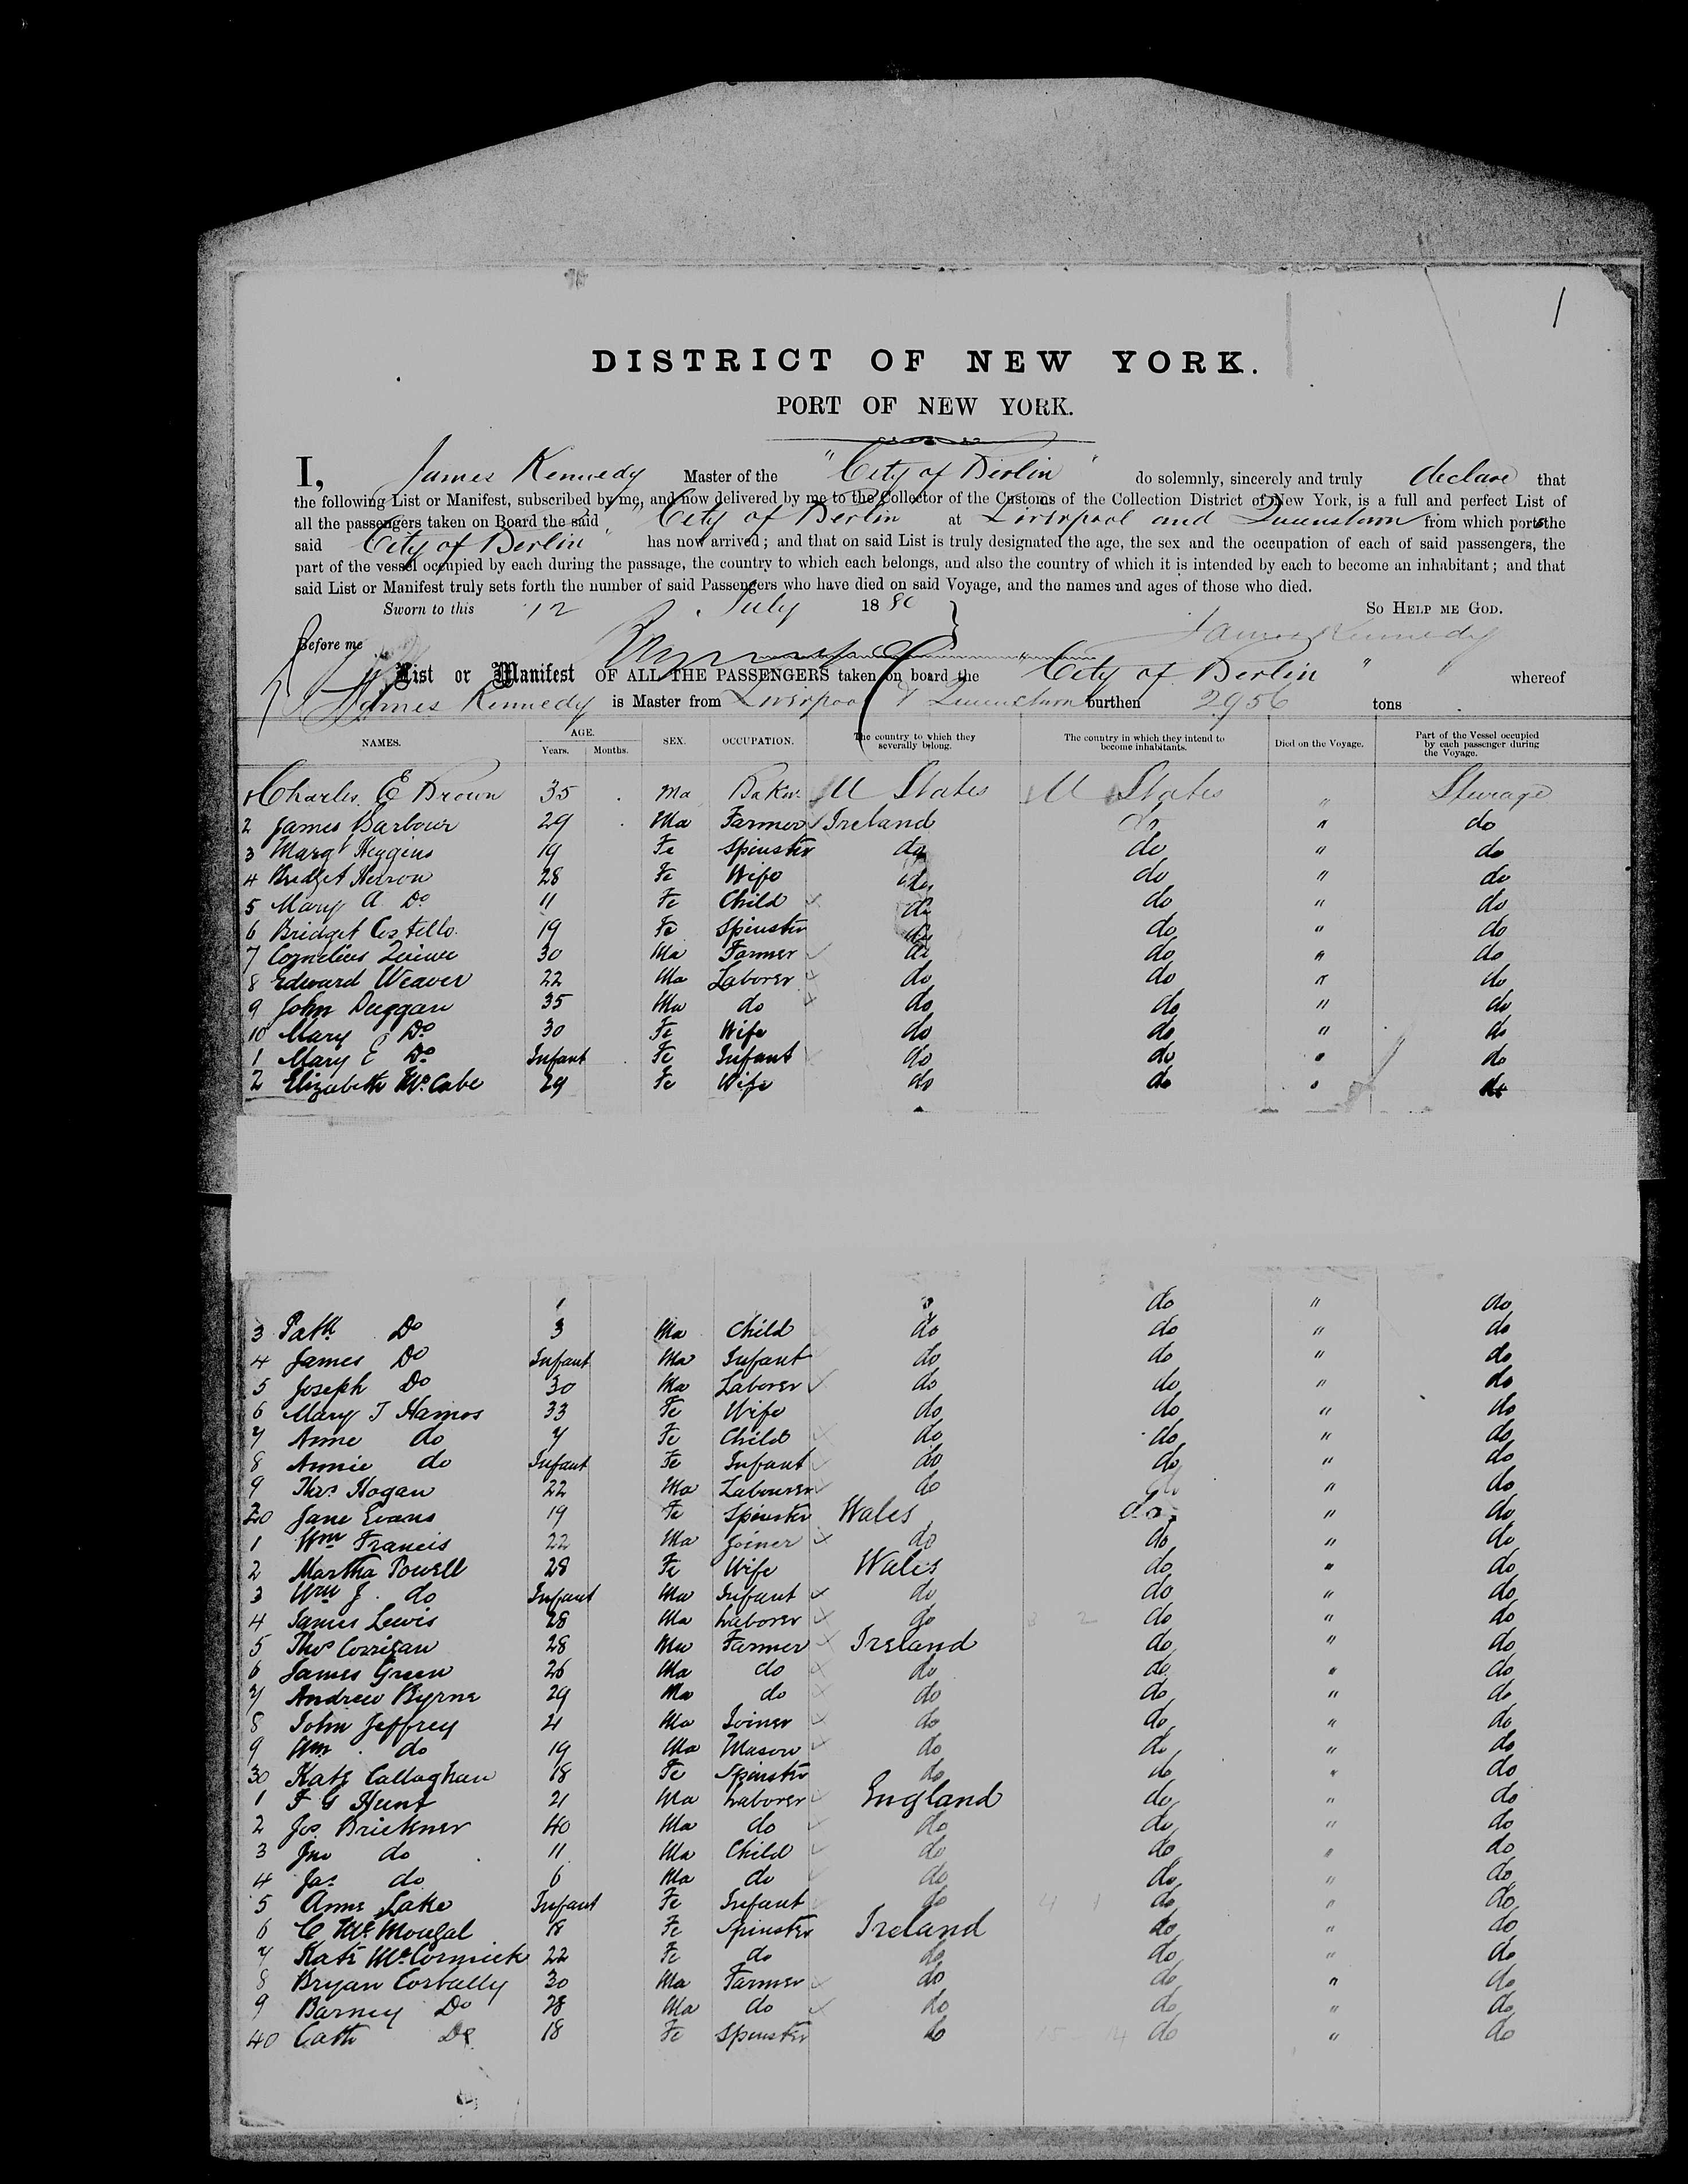 1
DISTRICT OF NEW YORK.
PORT OF NEW YORK.
I, James Kennedy Master of the "City of Berlin" do solemnly, sincerely and truly declare that
the following List or Manifest, subscribed by me, and now delivered by me to the Collector of the Customs of the Collection District of New York, is a full and perfect List of
all the passengers taken on Board the said "City of Berlin" at Liverpool and Queenstown from which ports the
said City of Berlin" has now arrived; and that on said List is truly designated the age, the sex and the occupation of each of said passengers, the
part of the vessel occupied by each during the passage, the country to which each belongs, and also the country of which it is intended by each to become an inhabitant; and that
said List or Manifest truly sets forth the number of said Passengers who have died on said Voyage, and the names and ages of those who died.
Sworn to this 12 July 1880 So Help me God.
Before me James Kennedy
List or Manifest OF ALL THE PASSENGERS taken on board the "City of Berlin" whereof
James Kennedy is Master from Liverpool & Queenstown burthen 2956 tons
NAMES. AGE. Years. Months. SEX. OCCUPATION. The country to which they severally belong. The country in which they intend to become inhabitants. Died on the Voyage. Part of the Vessel occupied by each passenger during the Voyage.
1 Charles E Brown 35 Ma Baker U States U States " Steerage
2 James Barbour 29 Ma Farmer Ireland do " do
3 Marg Heggins 19 Fe Spinster do do " do
4 Bridget Herron 28 Fe Wife do do " do
5 Mary A Do 11 Fe Child do do " do
6 Bridget Costello 19 Fe Spinster do do " do
7 Cornelius 30 Ma Farmer do do " do
8 Edward Weaver 22 Ma Laborer do do " do
9 John Duggan 35 Ma do do do " do
10 Mary Do 30 Fe Wife do do " do
1 Mary E Do Infant Fe Infant do do " do
2 Elizabeth McCabe 29 Fe Wife do do " do
do " do
3 Patk Do 3 Ma Child do do " do
4 James Do Infant Ma Infant do do " do
5 Joseph Do 30 Ma Laborer do do " do
6 Mary J Hamos 33 Fe Wife do do " do
7 Anne do 7 Fe Child do do " do
8 Annie do Infant Fe Infant do do " do
9 Thos Hogan 22 Ma Labourer do do " do
20 Jane Evans 19 Fe Spinster Wales do " do
1 Wm Francis 22 Ma Joiner do do " do
2 Martha Powell 28 Fe Wife Wales do " do
3 Wm J do Infant Ma Infant do do " do
4 James Lewis 28 Ma Laborer do do " do
5 Thos Corrigan 28 Ma Farmer Ireland do " do
6 James Green 26 Ma do do do " do
7 Andrew Byrne 29 Ma do do do " do
8 John Jeffrey 21 Ma Joiner do do " do
9 Wm do 19 Ma Mason do do " do
30 Kate Callaghan 18 Fe Spinster do do " do
1 F G Hunt 21 Ma Laborer England do " do
2 Jos Brickner 40 Ma do do do " do
3 Jno do 11 Ma Child do do " do
4 Jas do 6 Ma do do do " do
5 Anne Lake Infant Fe Infant do do " do
6 C McMougal 18 Fe Spinster Ireland do " do
7 Kate McCormick 22 Fe do do do " do
8 Bryan Corbally 30 Ma Farmer do do " do
9 Barney Do 28 Ma do do do " do
40 Cath Do 18 Fe Spinster do do " do